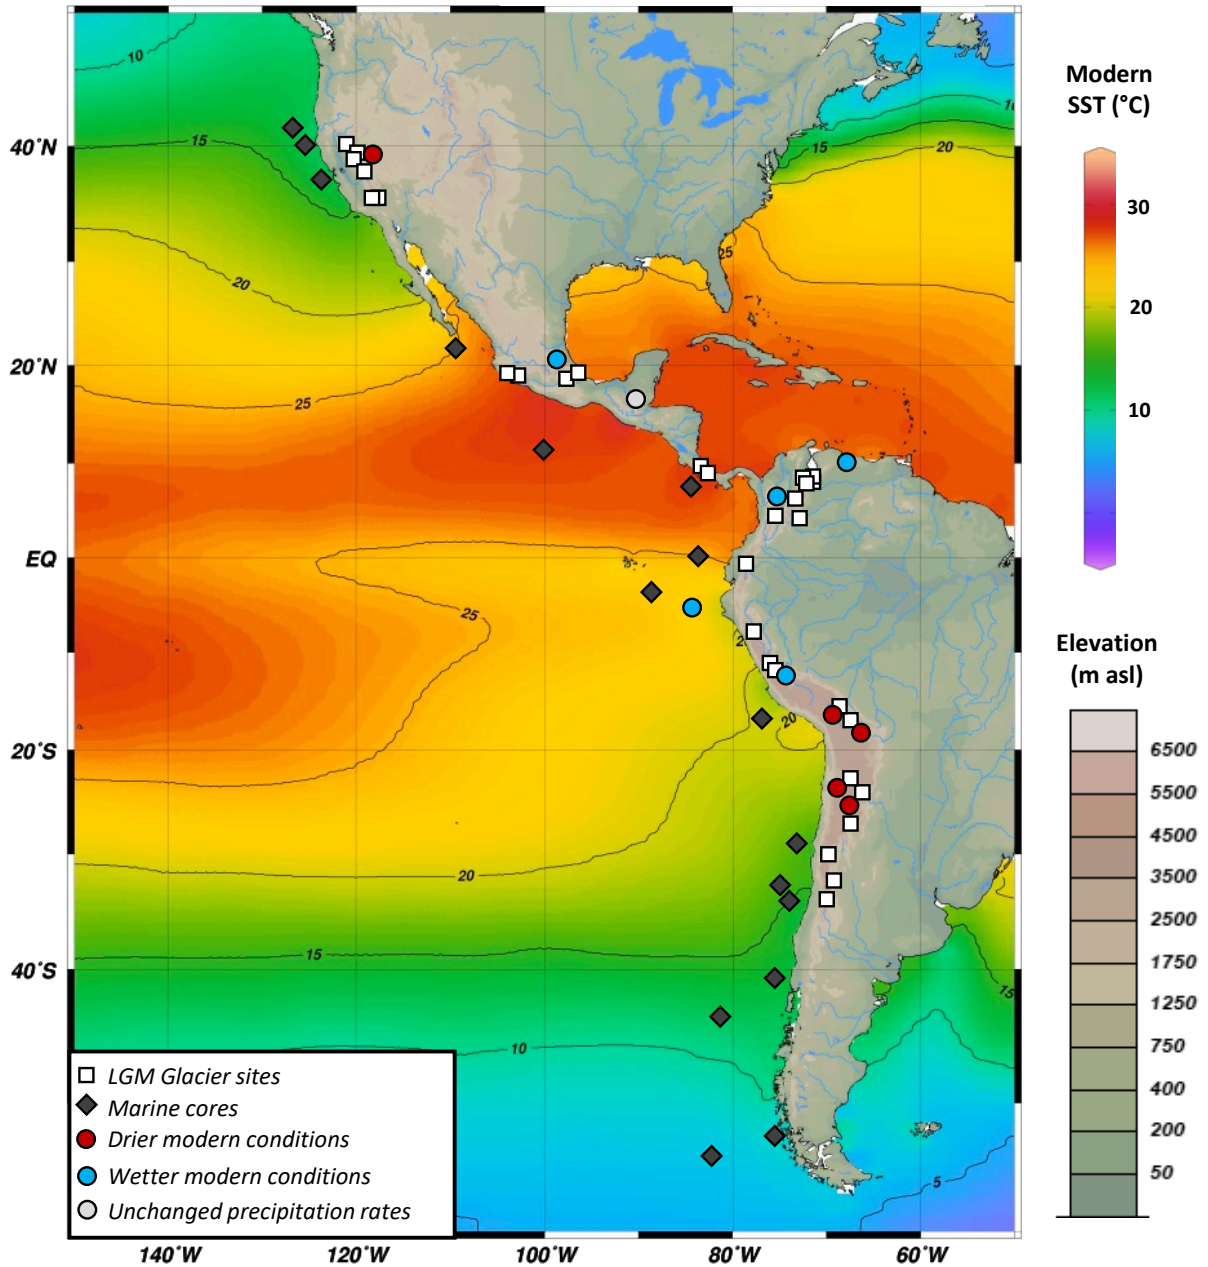 10
15
20
25
10
15
20
25
25
20
20
15
10
15
5
40°N
20°N
EQ
20°S
40°S
140°W
120°W
100°W
80°W
60°W
LGM Glacier sites
Marine cores
Drier modern conditions
Wetter modern conditions
Unchanged precipitation rates
Modern
SST (°C)
30
20
10
Elevation
(m asl)
6500
5500
4500
3500
2500
1750
1250
750
400
200
50